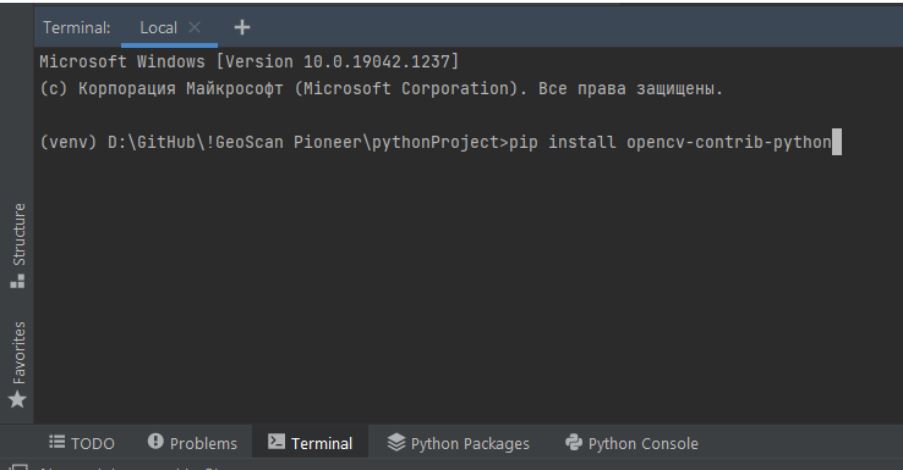 Terminal: Local × +
Microsoft Windows [Version 10.0.19042.1237]
(c) Корпорация Майкрософт (Microsoft Corporation). Все права защищены.
(venv) D:\GitHub\!GeoScan Pioneer\pythonProject>pip install opencv-contrib-python
Structure
Favorites
TODO Problems Terminal Python Packages Python Console